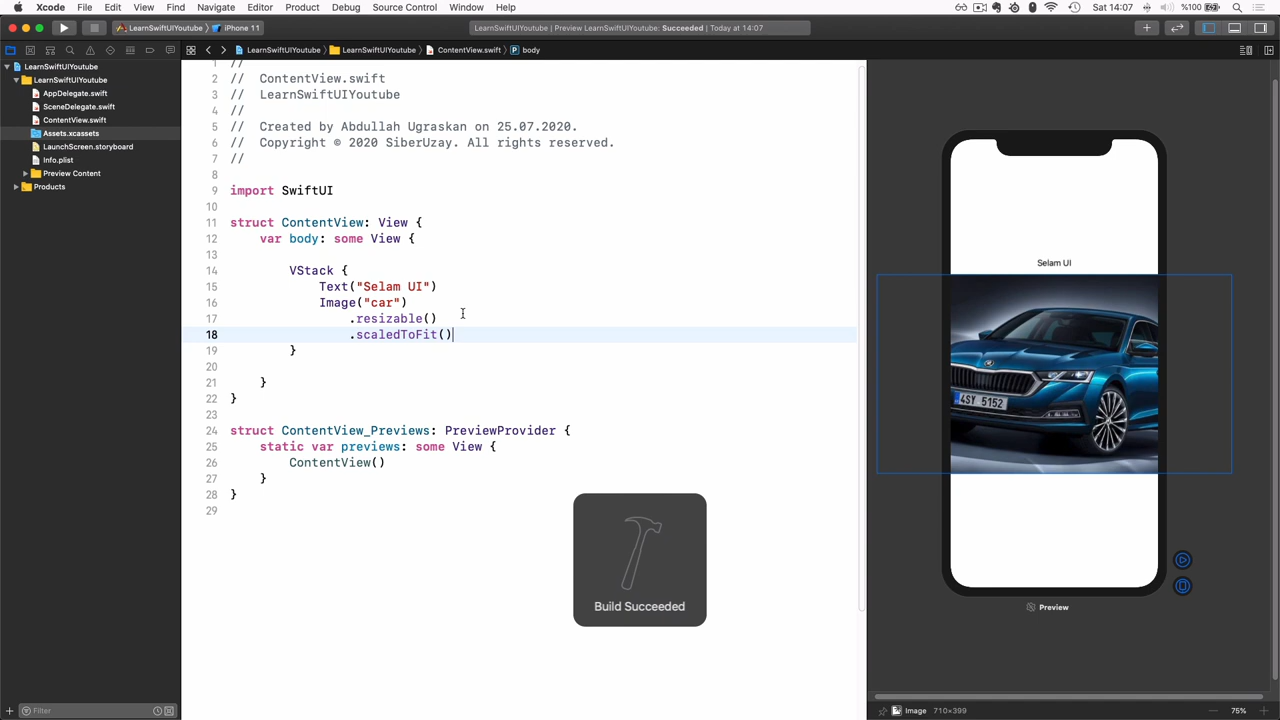 Xcode File Edit View Find Navigate Editor Product Debug Source Control Window Help Sat 14:07 %100
LearnSwiftUIYoutube iPhone 11 LearnSwiftUIYoutube | Preview LearnSwiftUIYoutube: Succeeded | Today at 14:07
LearnSwiftUIYoutube LearnSwiftUIYoutube ContentView.swift P body
LearnSwiftUIYoutube
LearnSwiftUIYoutube
AppDelegate.swift
SceneDelegate.swift
ContentView.swift
Assets.xcassets
LaunchScreen.storyboard
Info.plist
Preview Content
Products
Filter
1 //
2 // ContentView.swift
3 // LearnSwiftUIYoutube
4 //
5 // Created by Abdullah Ugraskan on 25.07.2020.
6 // Copyright © 2020 SiberUzay. All rights reserved.
7 //
8
9 import SwiftUI
10
11 struct ContentView: View {
12 var body: some View {
13
14 VStack {
15 Text("Selam UI")
16 Image("car")
17 .resizable()
18 .scaledToFit()
19 }
20
21 }
22 }
23
24 struct ContentView_Previews: PreviewProvider {
25 static var previews: some View {
26 ContentView()
27 }
28 }
29
Build Succeeded
Selam UI
4SY 5152
Preview
Image 710×399
75%